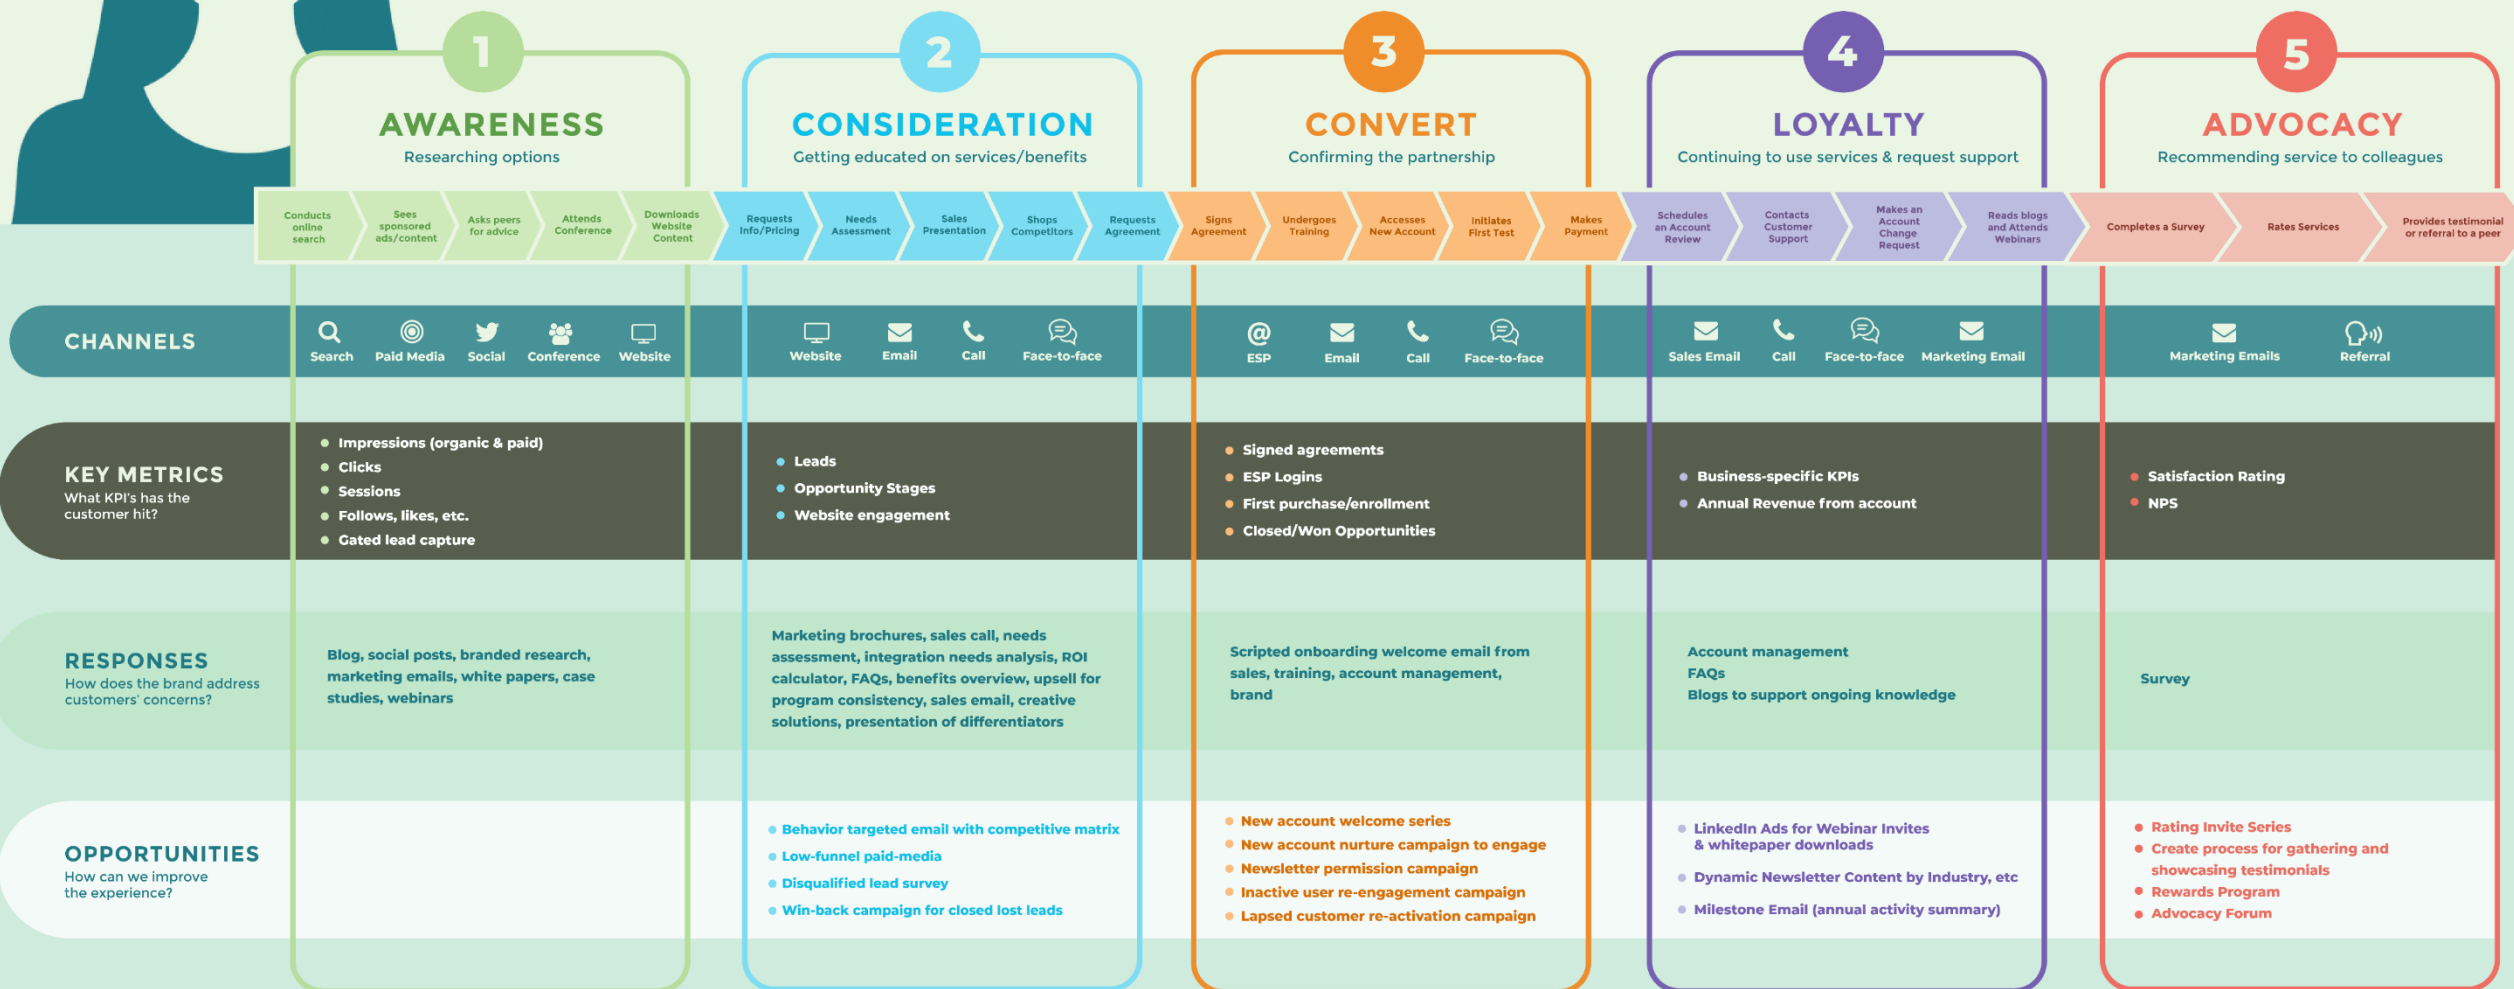 1
AWARENESS
Researching options
2
CONSIDERATION
Getting educated on services/benefits
3
CONVERT
Confirming the partnership
4
LOYALTY
Continuing to use services & request support
5
ADVOCACY
Recommending service to colleagues
Conducts
online
search
Sees
sponsored
ads/content
Asks peers
for advice
Attends
Conference
Downloads
Website
Content
Requests
Info/Pricing
Needs
Assessment
Sales
Presentation
Shops
Competitors
Requests
Agreement
Signs
Agreement
Undergoes
Training
Accesses
New Account
Initiates
First Test
Makes
Payment
Schedules
an Account
Review
Contacts
Customer
Support
Makes an
Account
Change
Request
Reads blogs
and Attends
Webinars
Completes a Survey
Rates Services
Provides testimonial
or referral to a peer
CHANNELS
Search
Paid Media
Social
Conference
Website
Website
Email
Call
Face-to-face
@
ESP
Email
Call
Face-to-face
Sales Email
Call
Face-to-face
Marketing Email
Marketing Emails
Referral
KEY METRICS
What KPI's has the
customer hit?
Impressions (organic & paid)
Clicks
Sessions
Follows, likes, etc.
Gated lead capture
Leads
Opportunity Stages
Website engagement
Signed agreements
ESP Logins
First purchase/enrollment
Closed/Won Opportunities
Business-specific KPIs
Annual Revenue from account
Satisfaction Rating
NPS
RESPONSES
How does the brand address
customers' concerns?
Blog, social posts, branded research,
marketing emails, white papers, case
studies, webinars
Marketing brochures, sales call, needs
assessment, integration needs analysis, ROI
calculator, FAQs, benefits overview, upsell for
program consistency, sales email, creative
solutions, presentation of differentiators
Scripted onboarding welcome email from
sales, training, account management,
brand
Account management
FAQs
Blogs to support ongoing knowledge
Survey
OPPORTUNITIES
How can we improve
the experience?
Behavior targeted email with competitive matrix
Low-funnel paid-media
Disqualified lead survey
Win-back campaign for closed lost leads
New account welcome series
New account nurture campaign to engage
Newsletter permission campaign
Inactive user re-engagement campaign
Lapsed customer re-activation campaign
LinkedIn Ads for Webinar Invites
& whitepaper downloads
Dynamic Newsletter Content by Industry, etc
Milestone Email (annual activity summary)
Rating Invite Series
Create process for gathering and
showcasing testimonials
Rewards Program
Advocacy Forum